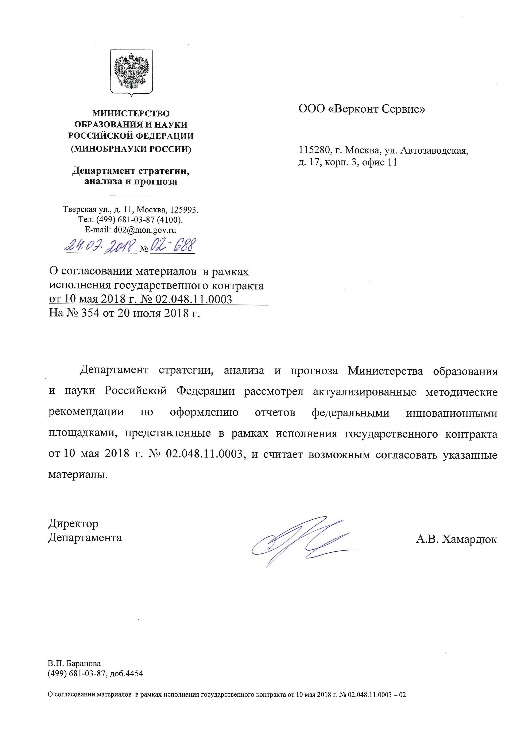 МИНИСТЕРСТВО
ОБРАЗОВАНИЯ И НАУКИ
РОССИЙСКОЙ ФЕДЕРАЦИИ
(МИНОБРНАУКИ РОССИИ)
Департамент стратегии,
анализа и прогноза
Тверская ул., д. 11, Москва, 125993.
Тел. (499) 681-03-87 (4100).
E-mail: d02@mon.gov.ru
24.07.2018 № 02-688
ООО «Верконт Сервис»
115280, г. Москва, ул. Автозаводская,
д. 17, корп. 3, офис 11
О согласовании материалов в рамках
исполнения государственного контракта
от 10 мая 2018 г. № 02.048.11.0003
На № 354 от 20 июля 2018 г.
Департамент стратегии, анализа и прогноза Министерства образования
и науки Российской Федерации рассмотрел актуализированные методические
рекомендации по оформлению отчетов федеральными инновационными
площадками, представленные в рамках исполнения государственного контракта
от 10 мая 2018 г. № 02.048.11.0003, и считает возможным согласовать указанные
материалы.
Директор
Департамента
А.В. Хамардюк
В.П. Баранова
(499) 681-03-87, доб.4454
О согласовании материалов в рамках исполнения государственного контракта от 10 мая 2018 г. № 02.048.11.0003 – 02